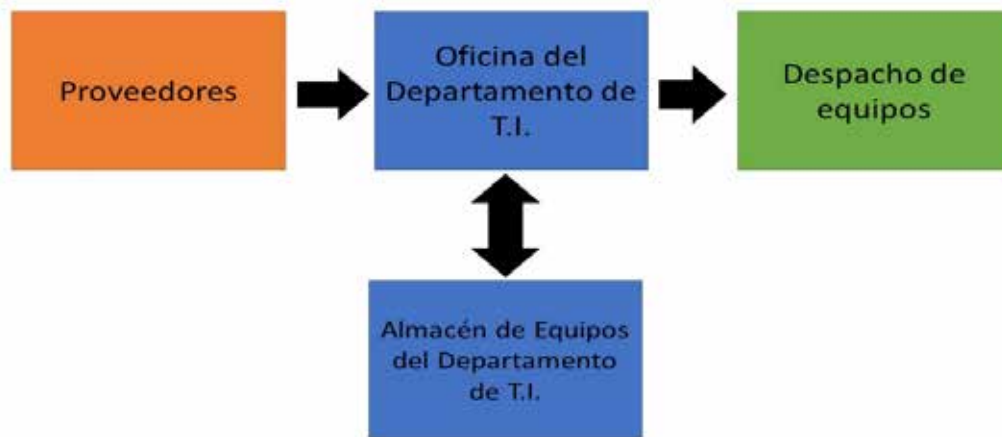 Proveedores
Oficina del
Departamento de
T.I.
Despacho de
equipos
Almacén de Equipos
del Departamento
de T.I.